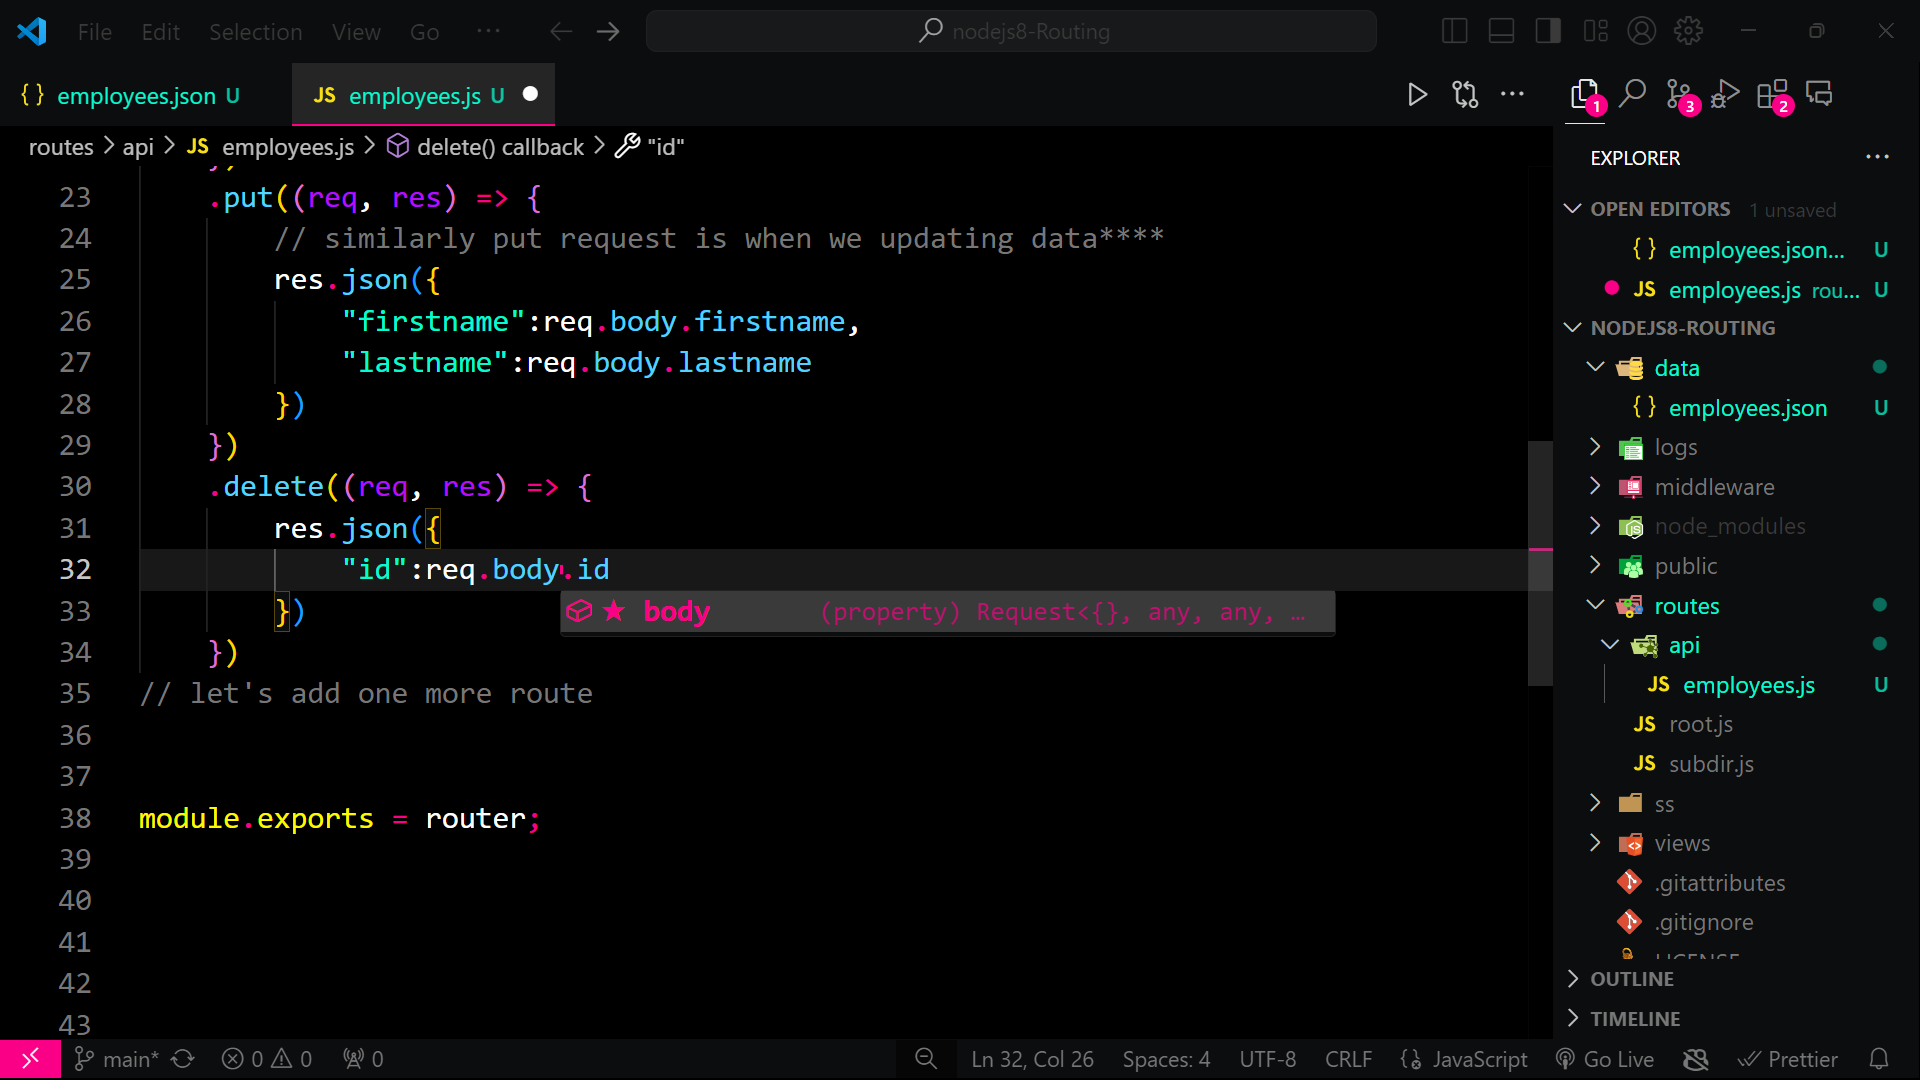 File Edit Selection View Go ··· nodejs8-Routing
employees.json U JS employees.js U
routes > api > JS employees.js > delete() callback > "id"
23 .put((req, res) => {
24 // similarly put request is when we updating data****
25 res.json({
26 "firstname":req.body.firstname,
27 "lastname":req.body.lastname
28 })
29 })
30 .delete((req, res) => {
31 res.json({
32 "id":req.body.id
body (property) Request<{}, any, any, …
33 })
34 })
35 // let's add one more route
36
37
38 module.exports = router;
39
40
41
42
43
1 3 2
EXPLORER ···
OPEN EDITORS 1 unsaved
{} employees.json... U
JS employees.js rou... U
NODEJS8-ROUTING
data
{} employees.json U
logs
middleware
node_modules
public
routes
api
JS employees.js U
JS root.js
JS subdir.js
ss
views
.gitattributes
.gitignore
LICENSE
OUTLINE
TIMELINE
main* 0 0 0 Ln 32, Col 26 Spaces: 4 UTF-8 CRLF {} JavaScript Go Live Prettier